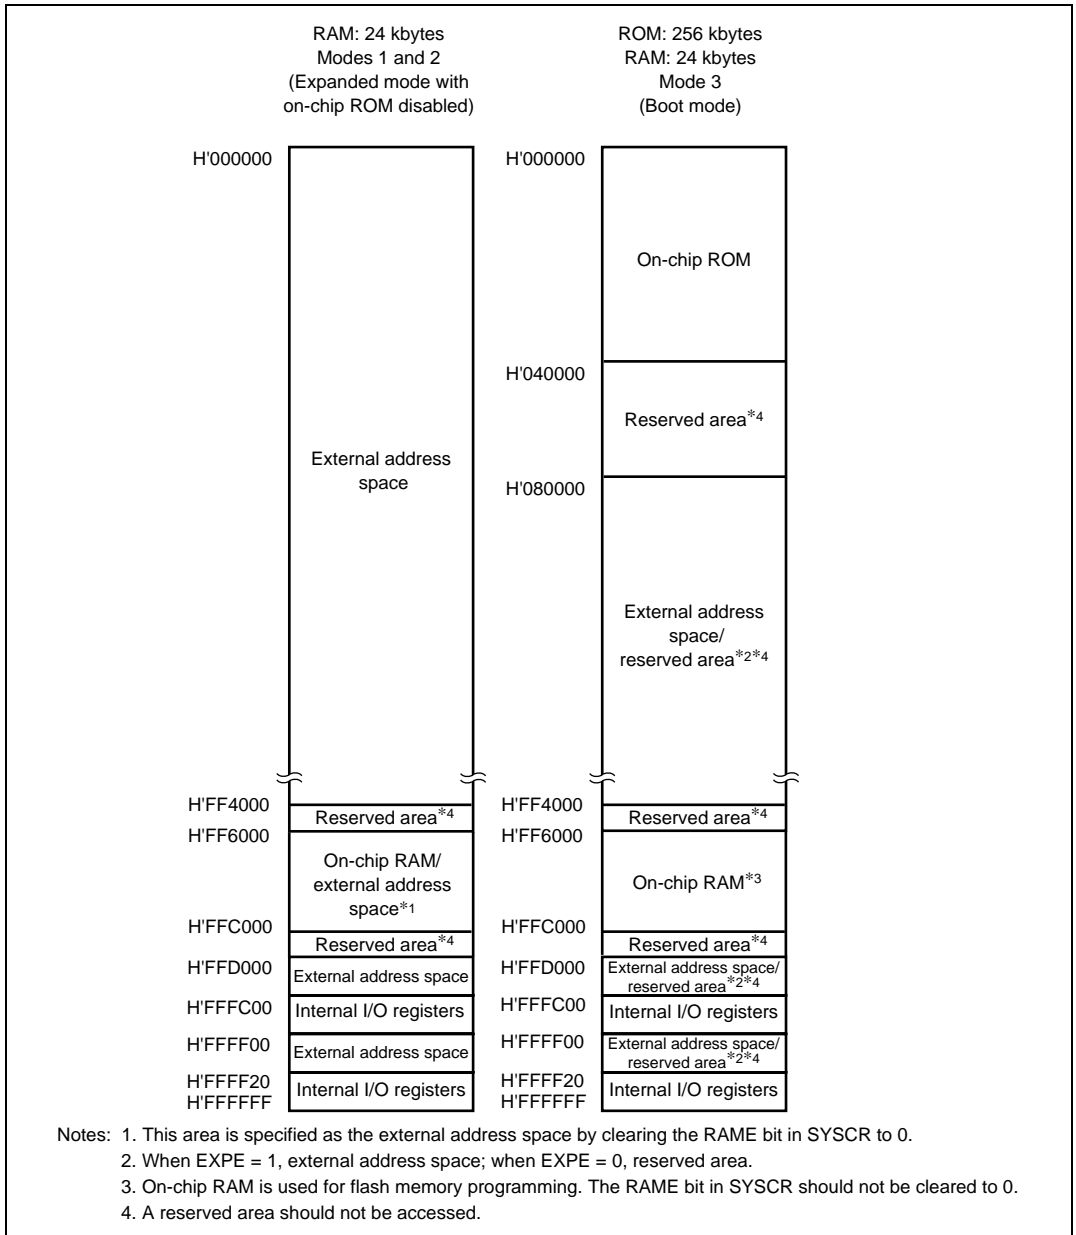 RAM: 24 kbytes
Modes 1 and 2
(Expanded mode with
on-chip ROM disabled)
H'000000
External address
space
H'FF4000
Reserved area*4
H'FF6000
On-chip RAM/
external address
space*1
H'FFC000
Reserved area*4
H'FFD000
External address space
H'FFFC00
Internal I/O registers
H'FFFF00
External address space
H'FFFF20
Internal I/O registers
H'FFFFFF
ROM: 256 kbytes
RAM: 24 kbytes
Mode 3
(Boot mode)
H'000000
On-chip ROM
H'040000
Reserved area*4
H'080000
External address
space/
reserved area*2*4
H'FF4000
Reserved area*4
H'FF6000
On-chip RAM*3
H'FFC000
Reserved area*4
H'FFD000
External address space/
reserved area*2*4
H'FFFC00
Internal I/O registers
H'FFFF00
External address space/
reserved area*2*4
H'FFFF20
Internal I/O registers
H'FFFFFF
Notes: 1. This area is specified as the external address space by clearing the RAME bit in SYSCR to 0.
2. When EXPE = 1, external address space; when EXPE = 0, reserved area.
3. On-chip RAM is used for flash memory programming. The RAME bit in SYSCR should not be cleared to 0.
4. A reserved area should not be accessed.